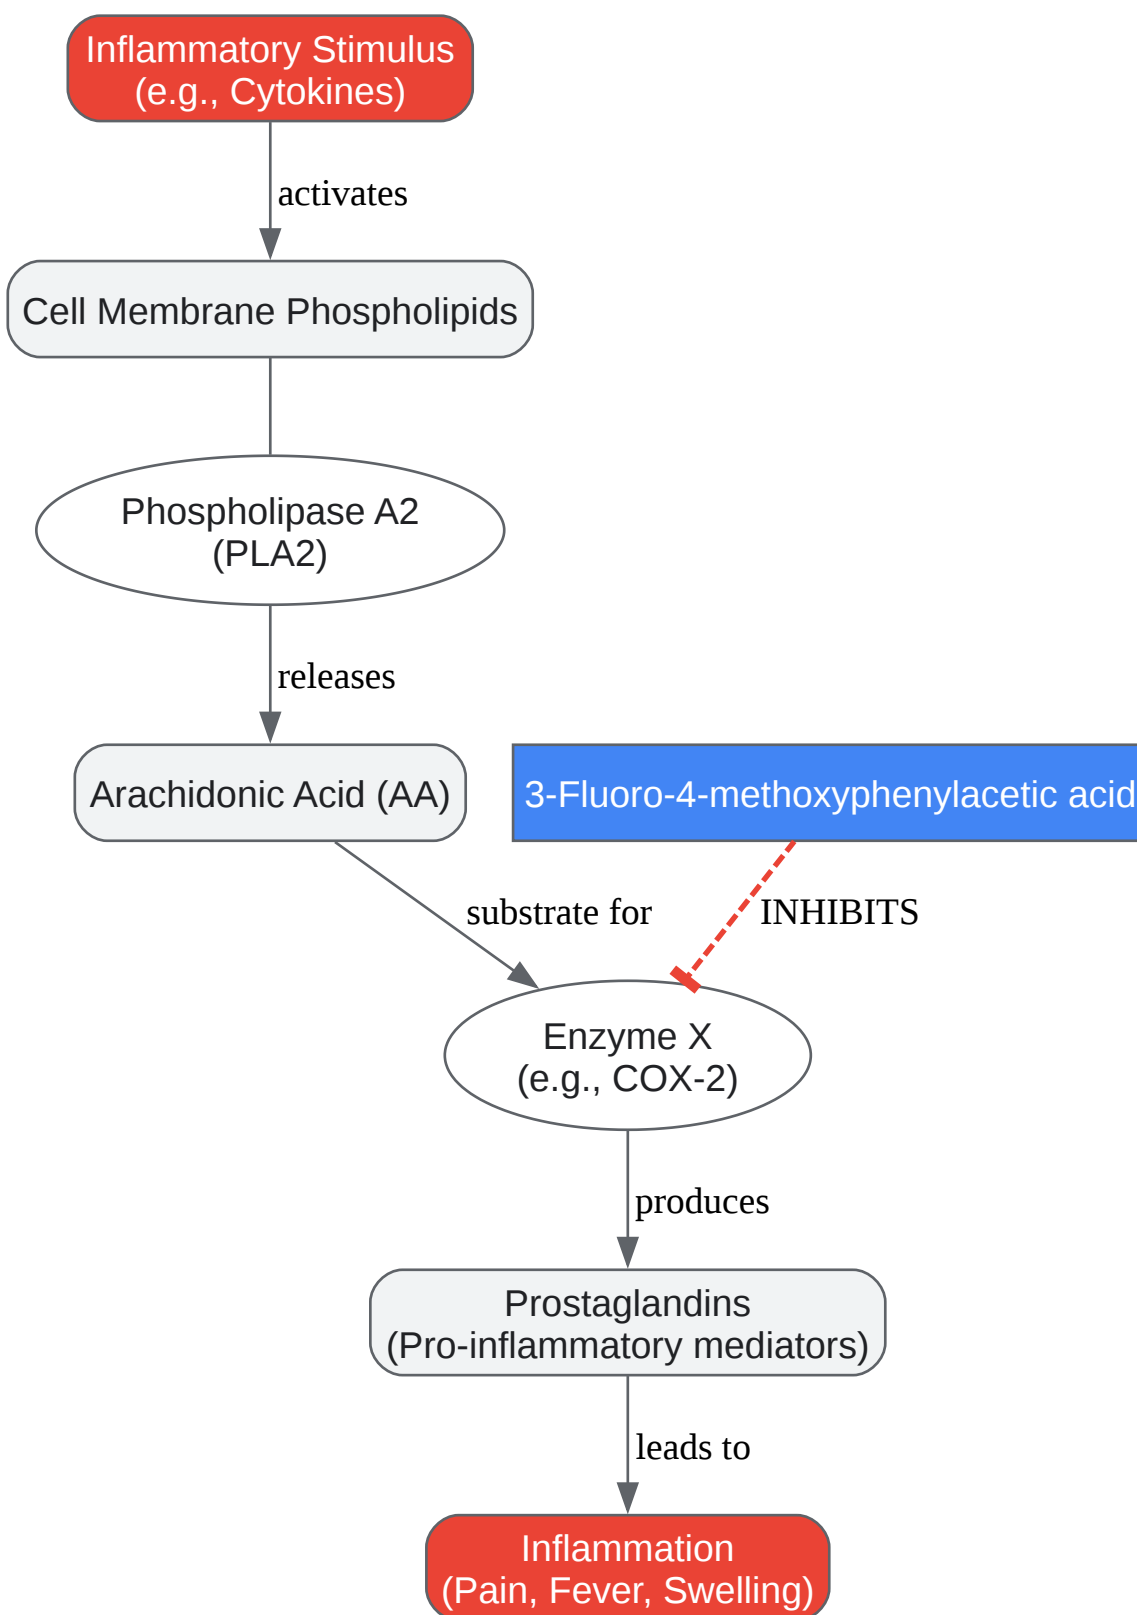 Inflammatory Stimulus
(e.g., Cytokines)
activates
Cell Membrane Phospholipids
Phospholipase A2
(PLA2)
releases
Arachidonic Acid (AA)
3-Fluoro-4-methoxyphenylacetic acid
substrate for
INHIBITS
Enzyme X
(e.g., COX-2)
produces
Prostaglandins
(Pro-inflammatory mediators)
leads to
Inflammation
(Pain, Fever, Swelling)